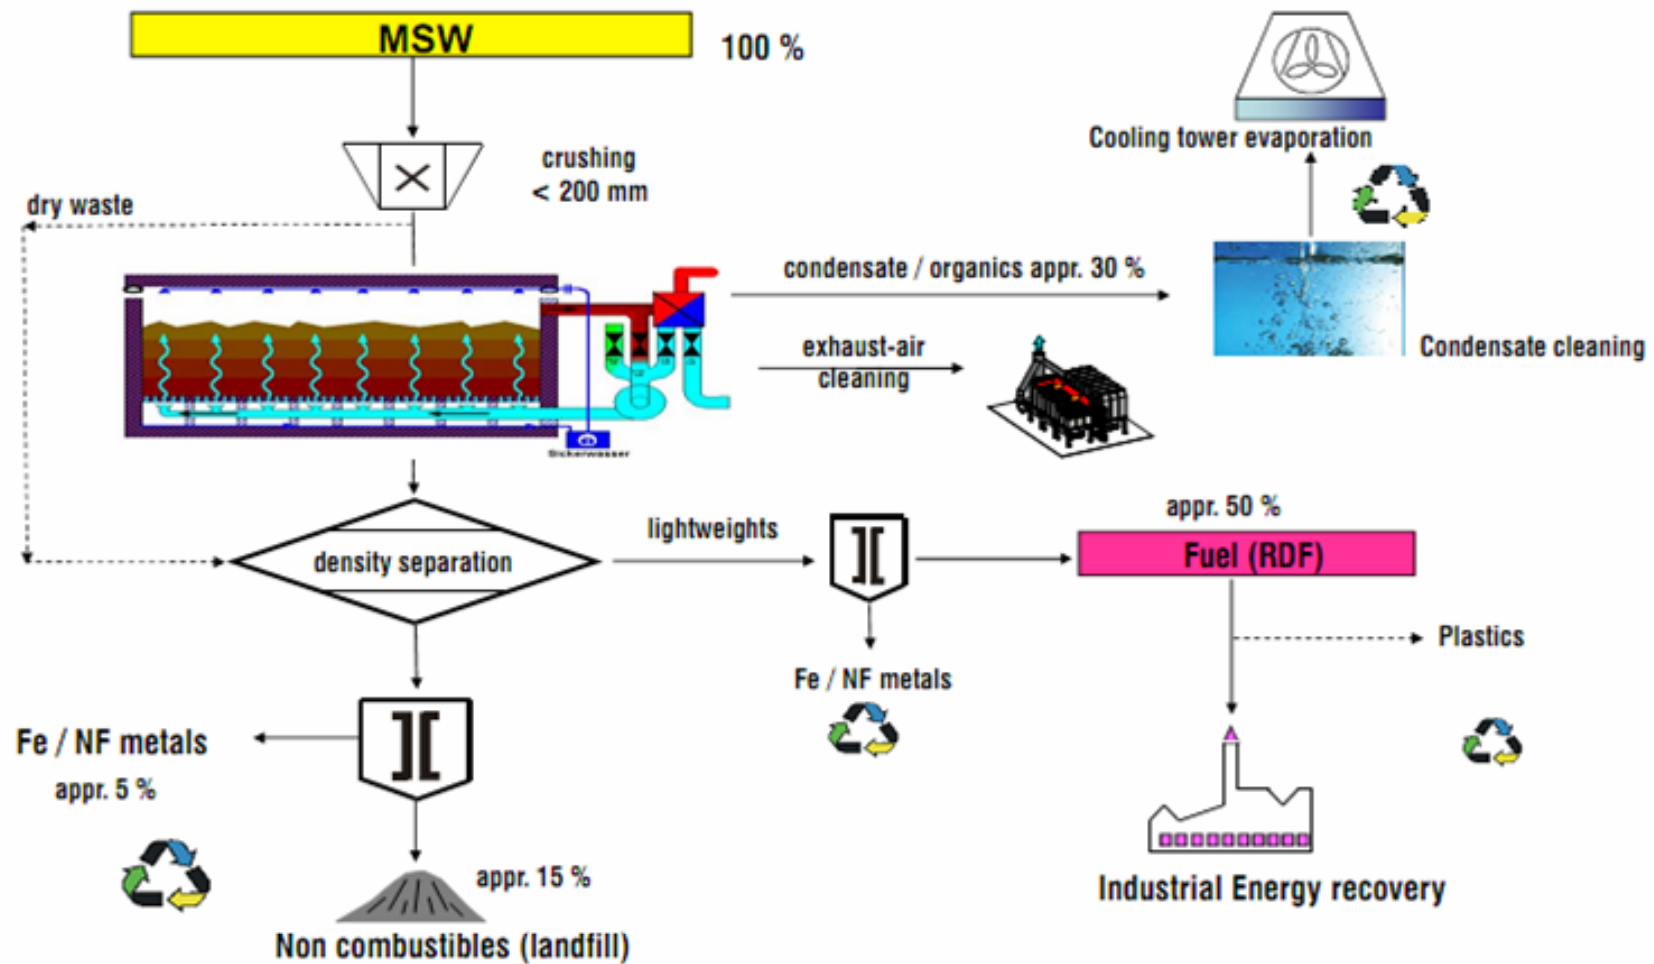 MSW
100 %
crushing
< 200 mm
dry waste
Cooling tower evaporation
condensate / organics appr. 30 %
exhaust-air
cleaning
Condensate cleaning
Sickerwasser
density separation
lightweights
appr. 50 %
Fuel (RDF)
Plastics
Fe / NF metals
Fe / NF metals
appr. 5 %
appr. 15 %
Non combustibles (landfill)
Industrial Energy recovery